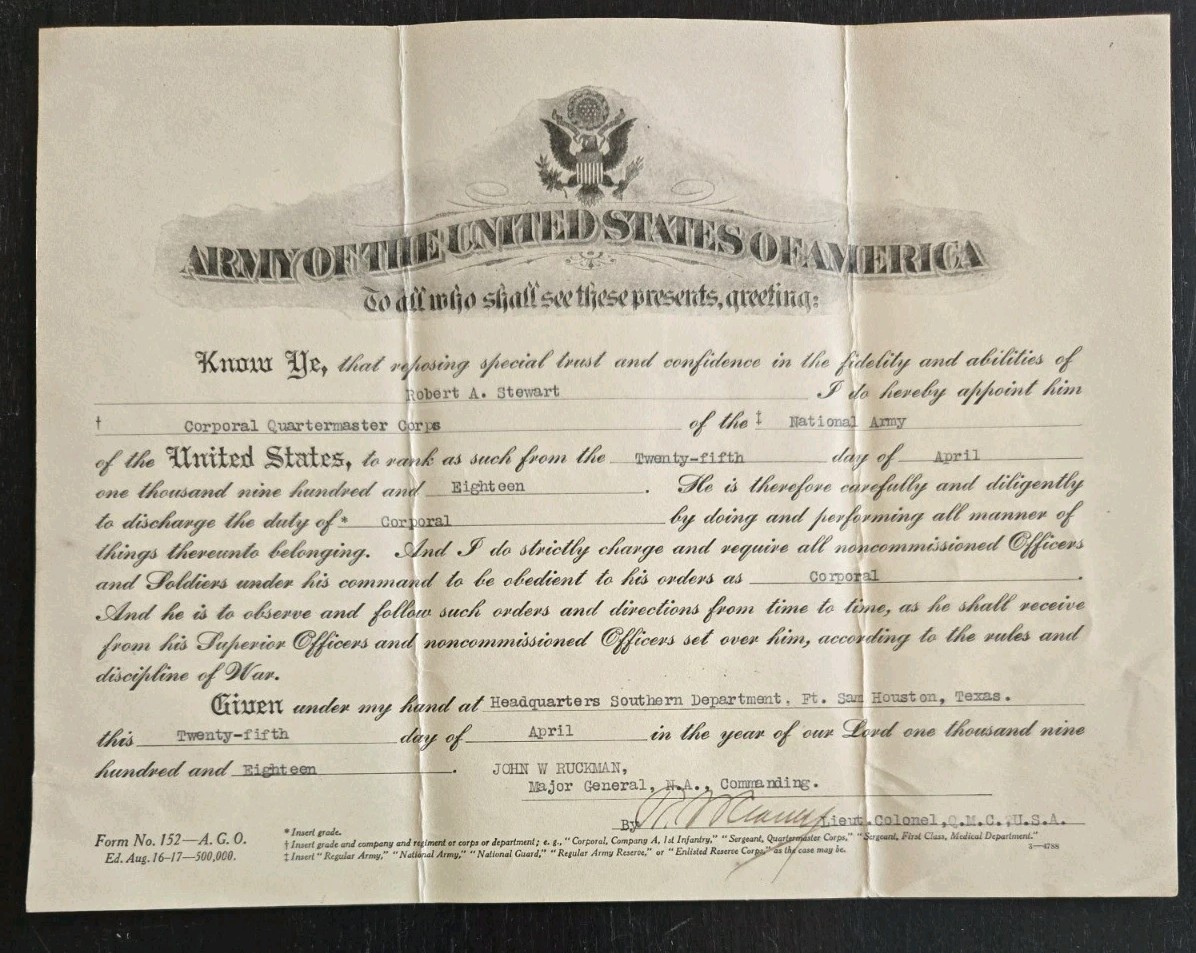 ARMY OF THE UNITED STATES OF AMERICA
To all who shall see these presents, greeting:
Know Ye, that reposing special trust and confidence in the fidelity and abilities of
Robert A. Stewart I do hereby appoint him
† Corporal Quartermaster Corps of the ‡ National Army
of the United States, to rank as such from the Twenty-fifth day of April
one thousand nine hundred and Eighteen. He is therefore carefully and diligently
to discharge the duty of* Corporal by doing and performing all manner of
things thereunto belonging. And I do strictly charge and require all noncommissioned Officers
and Soldiers under his command to be obedient to his orders as Corporal.
And he is to observe and follow such orders and directions from time to time, as he shall receive
from his Superior Officers and noncommissioned Officers set over him, according to the rules and
discipline of War.
Given under my hand at Headquarters Southern Department, Ft. Sam Houston, Texas.
this Twenty-fifth day of April in the year of our Lord one thousand nine
hundred and Eighteen. JOHN W RUCKMAN,
Major General, N.A., Commanding.
By Lieut. Colonel,Q.M.C.,U.S.A.
Form No. 152—A.G.O.
Ed. Aug. 16-17—500,000.
* Insert grade.
† Insert grade and company and regiment or corps or department; e. g., "Corporal, Company A, 1st Infantry," "Sergeant, Quartermaster Corps," "Sergeant, First Class, Medical Department."
‡ Insert "Regular Army," "National Army," "National Guard," "Regular Army Reserve," or "Enlisted Reserve Corps," as the case may be.
3—4788